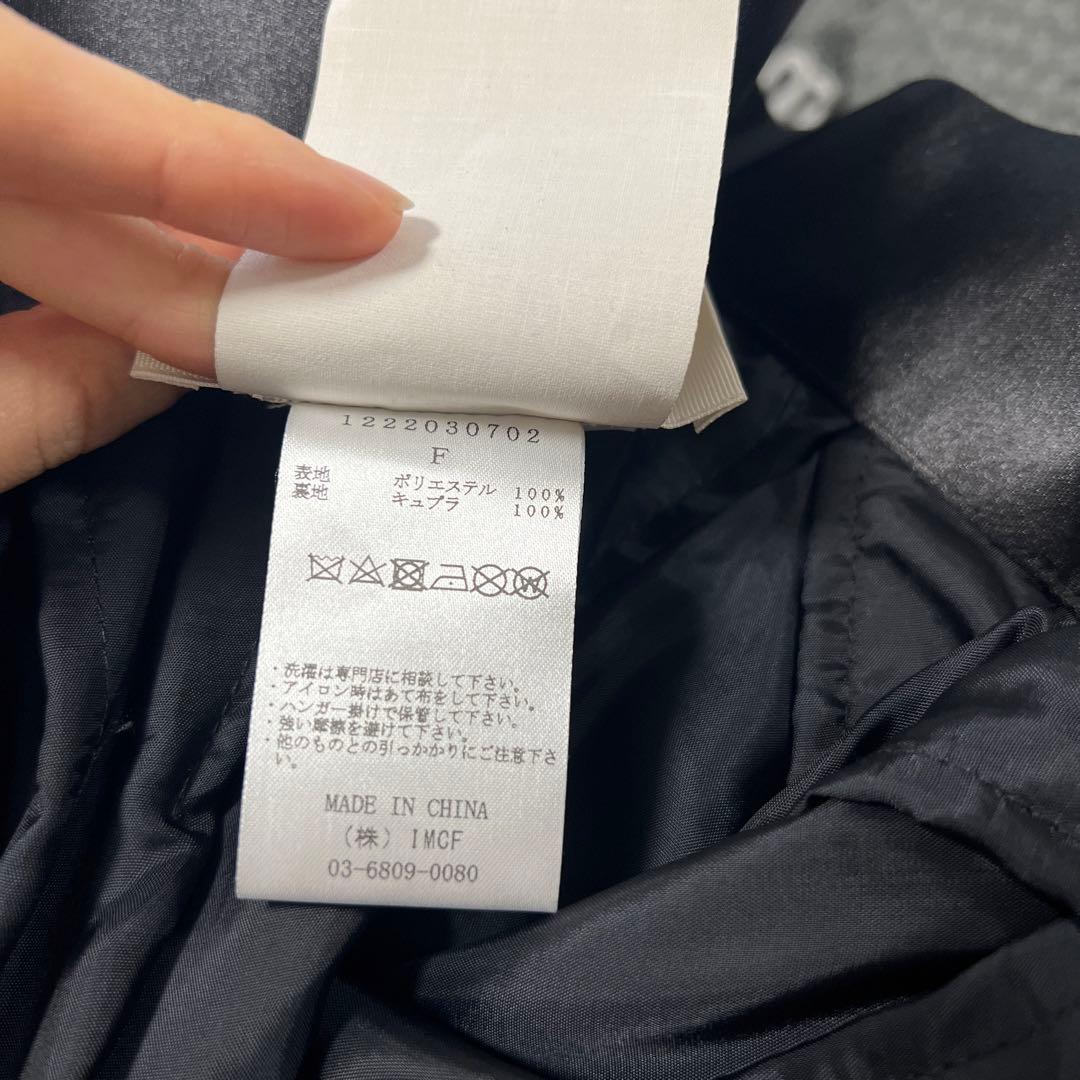 1222030702
F
表地 ポリエステル 100%
裏地 キュプラ 100%
・洗濯は専門店に相談して下さい。
・アイロン時はあて布をして下さい。
・ハンガー掛けで保管して下さい。
・強い摩擦を避けて下さい。
・他のものとの引っかかりにご注意下さ
い。
MADE IN CHINA
（株）IMCF
03-6809-0080